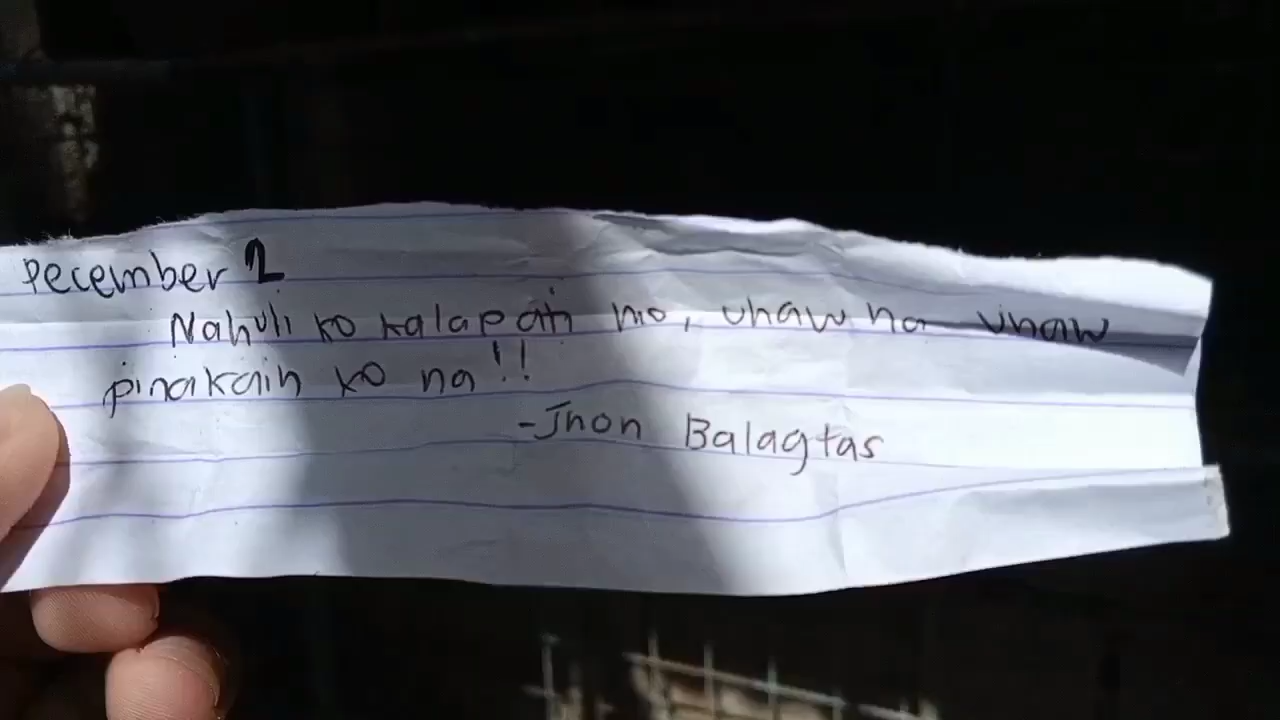 December 2
Nahuli ko kalapati mo, uhaw na uhaw
pinakain ko na!!
-Jhon Balagtas